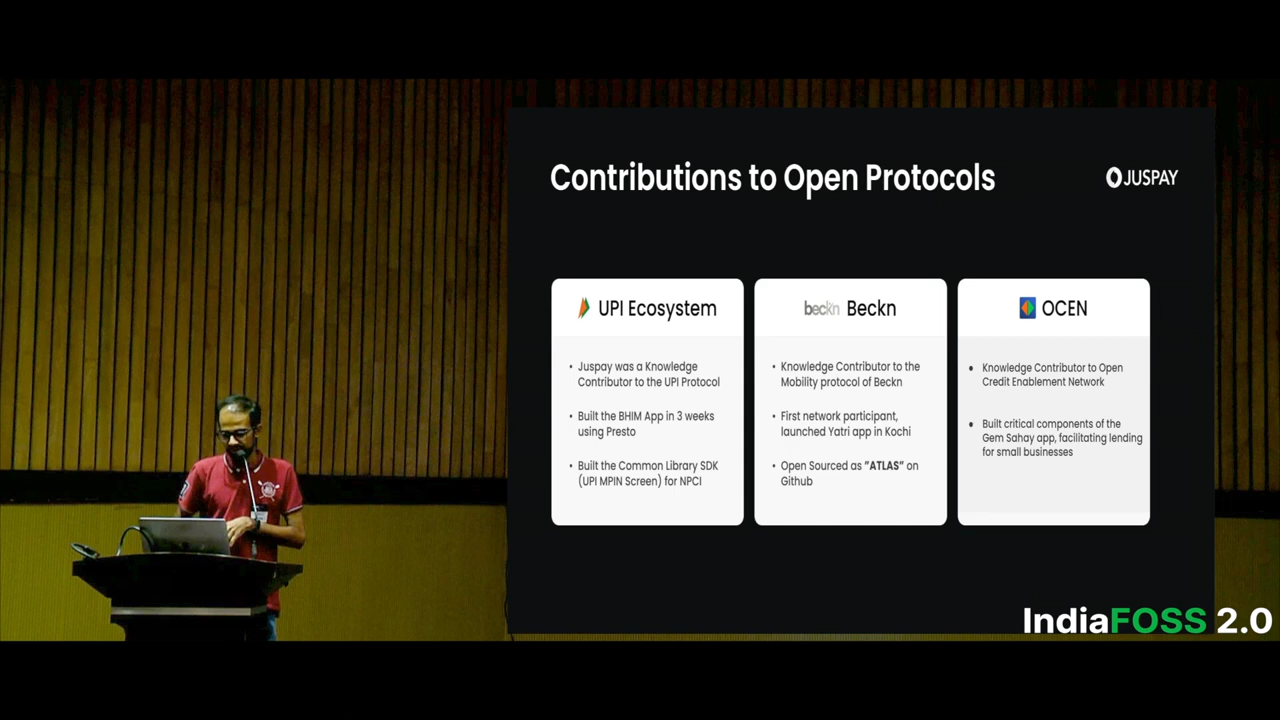 Contributions to Open Protocols
JUSPAY
UPI Ecosystem
• Juspay was a Knowledge
Contributor to the UPI Protocol
• Built the BHIM App in 3 weeks
using Presto
• Built the Common Library SDK
(UPI MPIN Screen) for NPCI
beckn Beckn
• Knowledge Contributor to the
Mobility protocol of Beckn
• First network participant,
launched Yatri app in Kochi
• Open Sourced as "ATLAS" on
Github
OCEN
• Knowledge Contributor to Open
Credit Enablement Network
• Built critical components of the
Gem Sahay app, facilitating lending
for small businesses
IndiaFOSS 2.0